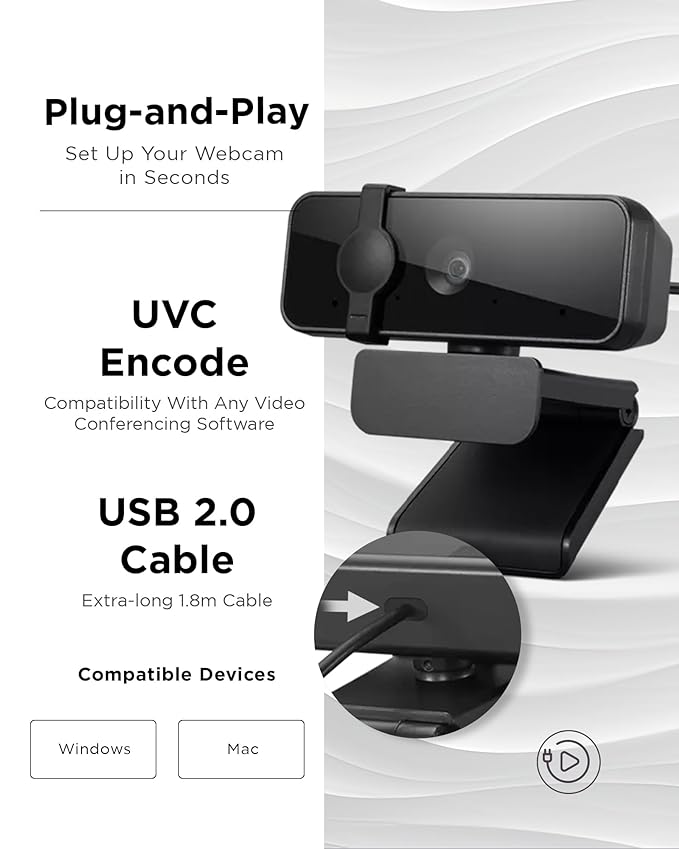 Plug-and-Play
Set Up Your Webcam
in Seconds
UVC
Encode
Compatibility With Any Video
Conferencing Software
USB 2.0
Cable
Extra-long 1.8m Cable
Compatible Devices
Windows
Mac